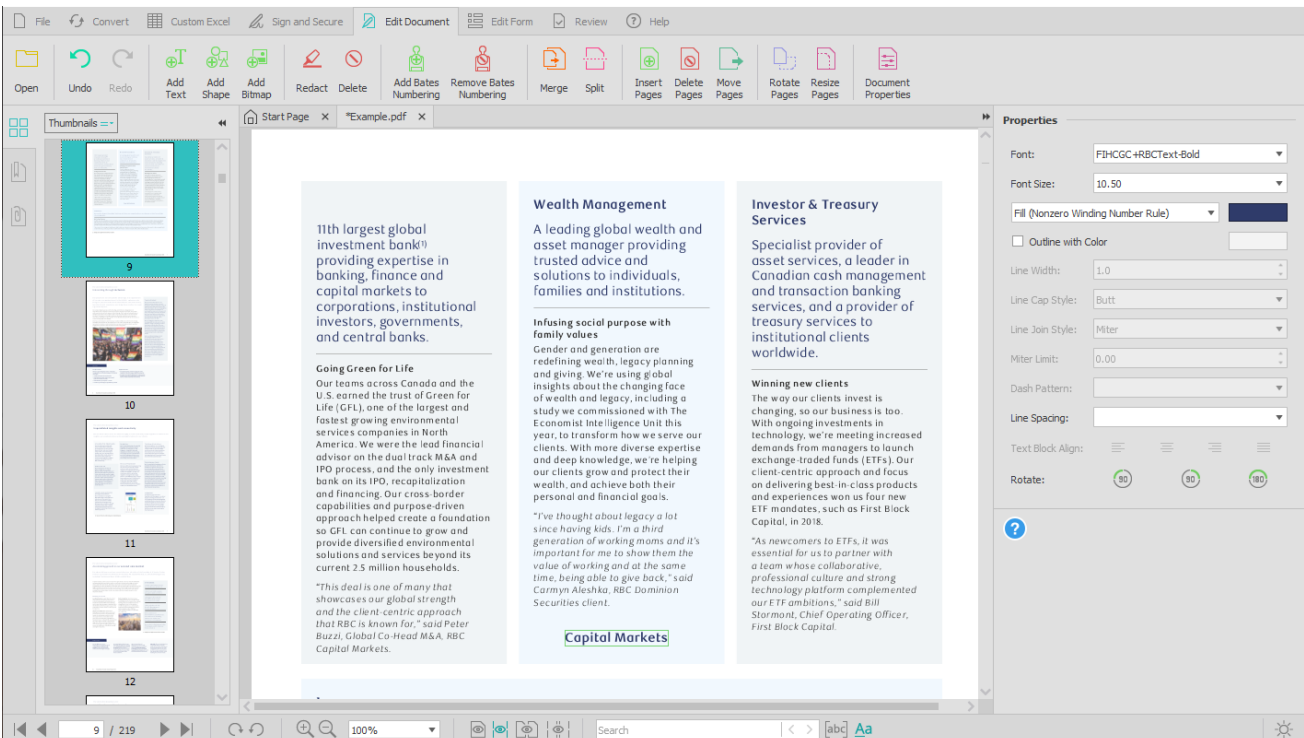 File
Convert
Custom Excel
Sign and Secure
Edit Document
Edit Form
Review
Help
Open
Undo
Redo
Add
Text
Add
Shape
Add
Bitmap
Redact
Delete
Add Bates
Numbering
Remove Bates
Numbering
Merge
Split
Insert
Pages
Delete
Pages
Move
Pages
Rotate
Pages
Resize
Pages
Document
Properties
Thumbnails
9
10
11
12
Start Page
*Example.pdf
11th largest global
investment bank(1)
providing expertise in
banking, finance and
capital markets to
corporations, institutional
investors, governments,
and central banks.
Going Green for Life
Our teams across Canada and the
U.S. earned the trust of Green for
Life (GFL), one of the largest and
fastest growing environmental
services companies in North
America. We were the lead financial
advisor on the dual track M&A and
IPO process, and the only investment
bank on its IPO, recapitalization
and financing. Our cross-border
capabilities and purpose-driven
approach helped create a foundation
so GFL can continue to grow and
provide diversified environmental
solutions and services beyond its
current 2.5 million households.
"This deal is one of many that
showcases our global strength
and the client-centric approach
that RBC is known for," said Peter
Buzzi, Global Co-Head M&A, RBC
Capital Markets.
Wealth Management
A leading global wealth and
asset manager providing
trusted advice and
solutions to individuals,
families and institutions.
Infusing social purpose with
family values
Gender and generation are
redefining wealth, legacy planning
and giving. We're using global
insights about the changing face
of wealth and legacy, including a
study we commissioned with The
Economist Intelligence Unit this
year, to transform how we serve our
clients. With more diverse expertise
and deep knowledge, we're helping
our clients grow and protect their
wealth, and achieve both their
personal and financial goals.
"I've thought about legacy a lot
since having kids. I'm a third
generation of working moms and it's
important for me to show them the
value of working and at the same
time, being able to give back," said
Carmyn Aleshka, RBC Dominion
Securities client.
Capital Markets
Investor & Treasury
Services
Specialist provider of
asset services, a leader in
Canadian cash management
and transaction banking
services, and a provider of
treasury services to
institutional clients
worldwide.
Winning new clients
The way our clients invest is
changing, so our business is too.
With ongoing investments in
technology, we're meeting increased
demands from managers to launch
exchange-traded funds (ETFs). Our
client-centric approach and focus
on delivering best-in-class products
and experiences won us four new
ETF mandates, such as First Block
Capital, in 2018.
"As newcomers to ETFs, it was
essential for us to partner with
a team whose collaborative,
professional culture and strong
technology platform complemented
our ETF ambitions," said Bill
Stormont, Chief Operating Officer,
First Block Capital.
Properties
Font: FIHCGC+RBCText-Bold
Font Size: 10.50
Fill (Nonzero Winding Number Rule)
Outline with Color
Line Width: 1.0
Line Cap Style: Butt
Line Join Style: Miter
Miter Limit: 0.00
Dash Pattern:
Line Spacing:
Text Block Align:
Rotate: 90 90 180
9 / 219
100%
Search
abc Aa